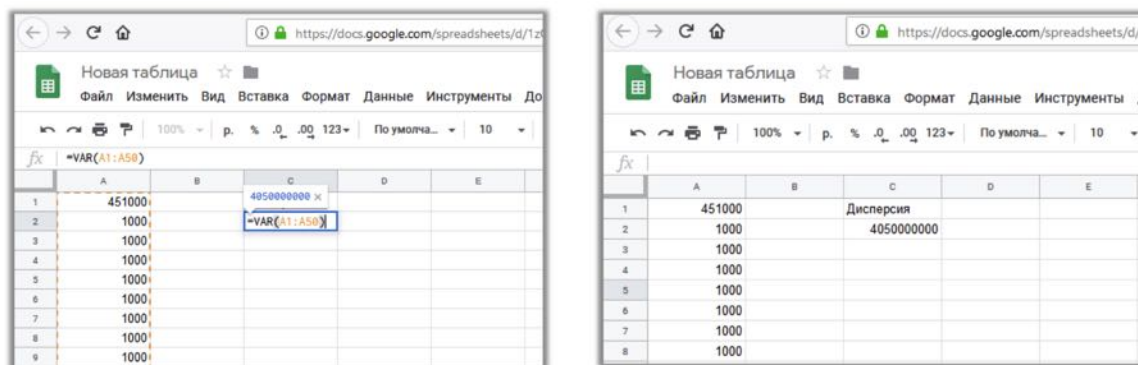 https://docs.google.com/spreadsheets/d/1z
Новая таблица
Файл Изменить Вид Вставка Формат Данные Инструменты До
100% р. % .0 .00 123 По умолча... 10
fx =VAR(A1:A50)
A B C D E
4050000000 ×
1 451000
2 1000 =VAR(A1:A50)
3 1000
4 1000
5 1000
6 1000
7 1000
8 1000
9 1000
https://docs.google.com/spreadsheets/d/
Новая таблица
Файл Изменить Вид Вставка Формат Данные Инструменты
100% р. % .0 .00 123 По умолча... 10
fx
A B C D E
1 451000 Дисперсия
2 1000 4050000000
3 1000
4 1000
5 1000
6 1000
7 1000
8 1000